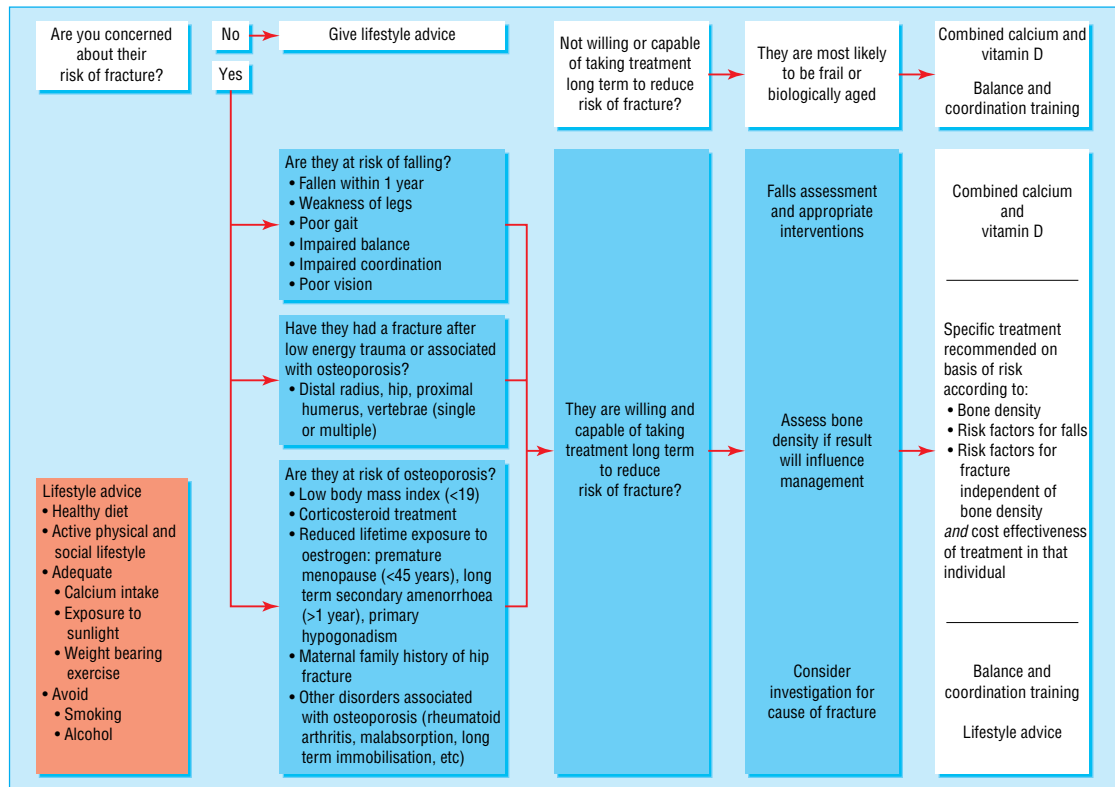 Are you concerned
about their
risk of fracture?
No
Give lifestyle advice
Yes
Not willing or capable
of taking treatment
long term to reduce
risk of fracture?
They are most likely
to be frail or
biologically aged
Combined calcium and
vitamin D
Balance and
coordination training
Are they at risk of falling?
• Fallen within 1 year
• Weakness of legs
• Poor gait
• Impaired balance
• Impaired coordination
• Poor vision
Have they had a fracture after
low energy trauma or associated
with osteoporosis?
• Distal radius, hip, proximal
humerus, vertebrae (single
or multiple)
Are they at risk of osteoporosis?
• Low body mass index (<19)
• Corticosteroid treatment
• Reduced lifetime exposure to
oestrogen: premature
menopause (<45 years), long
term secondary amenorrhoea
(>1 year), primary
hypogonadism
• Maternal family history of hip
fracture
• Other disorders associated
with osteoporosis (rheumatoid
arthritis, malabsorption, long
term immobilisation, etc)
They are willing and
capable of taking
treatment long term
to reduce
risk of fracture?
Falls assessment
and appropriate
interventions
Assess bone
density if result
will influence
management
Consider
investigation for
cause of fracture
Combined calcium
and
vitamin D
Specific treatment
recommended on
basis of risk
according to:
• Bone density
• Risk factors for falls
• Risk factors for
fracture
independent of
bone density
and cost effectiveness
of treatment in that
individual
Balance and
coordination training
Lifestyle advice
Lifestyle advice
• Healthy diet
• Active physical and
social lifestyle
• Adequate
• Calcium intake
• Exposure to
sunlight
• Weight bearing
exercise
• Avoid
• Smoking
• Alcohol